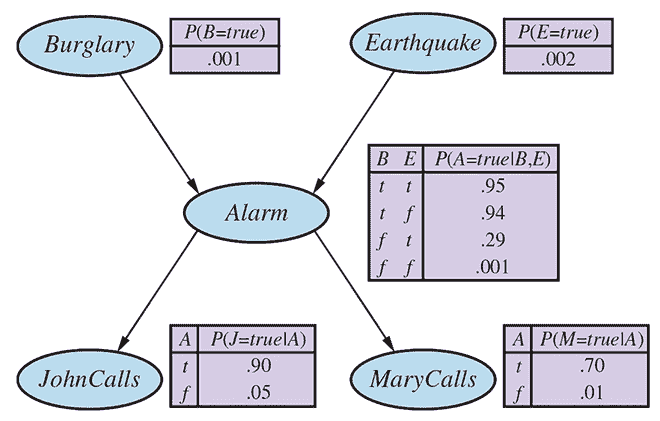 Burglary
P(B=true)
.001
Earthquake
P(E=true)
.002
Alarm
B E P(A=true|B,E)
t t .95
t f .94
f t .29
f f .001
JohnCalls
A P(J=true|A)
t .90
f .05
MaryCalls
A P(M=true|A)
t .70
f .01